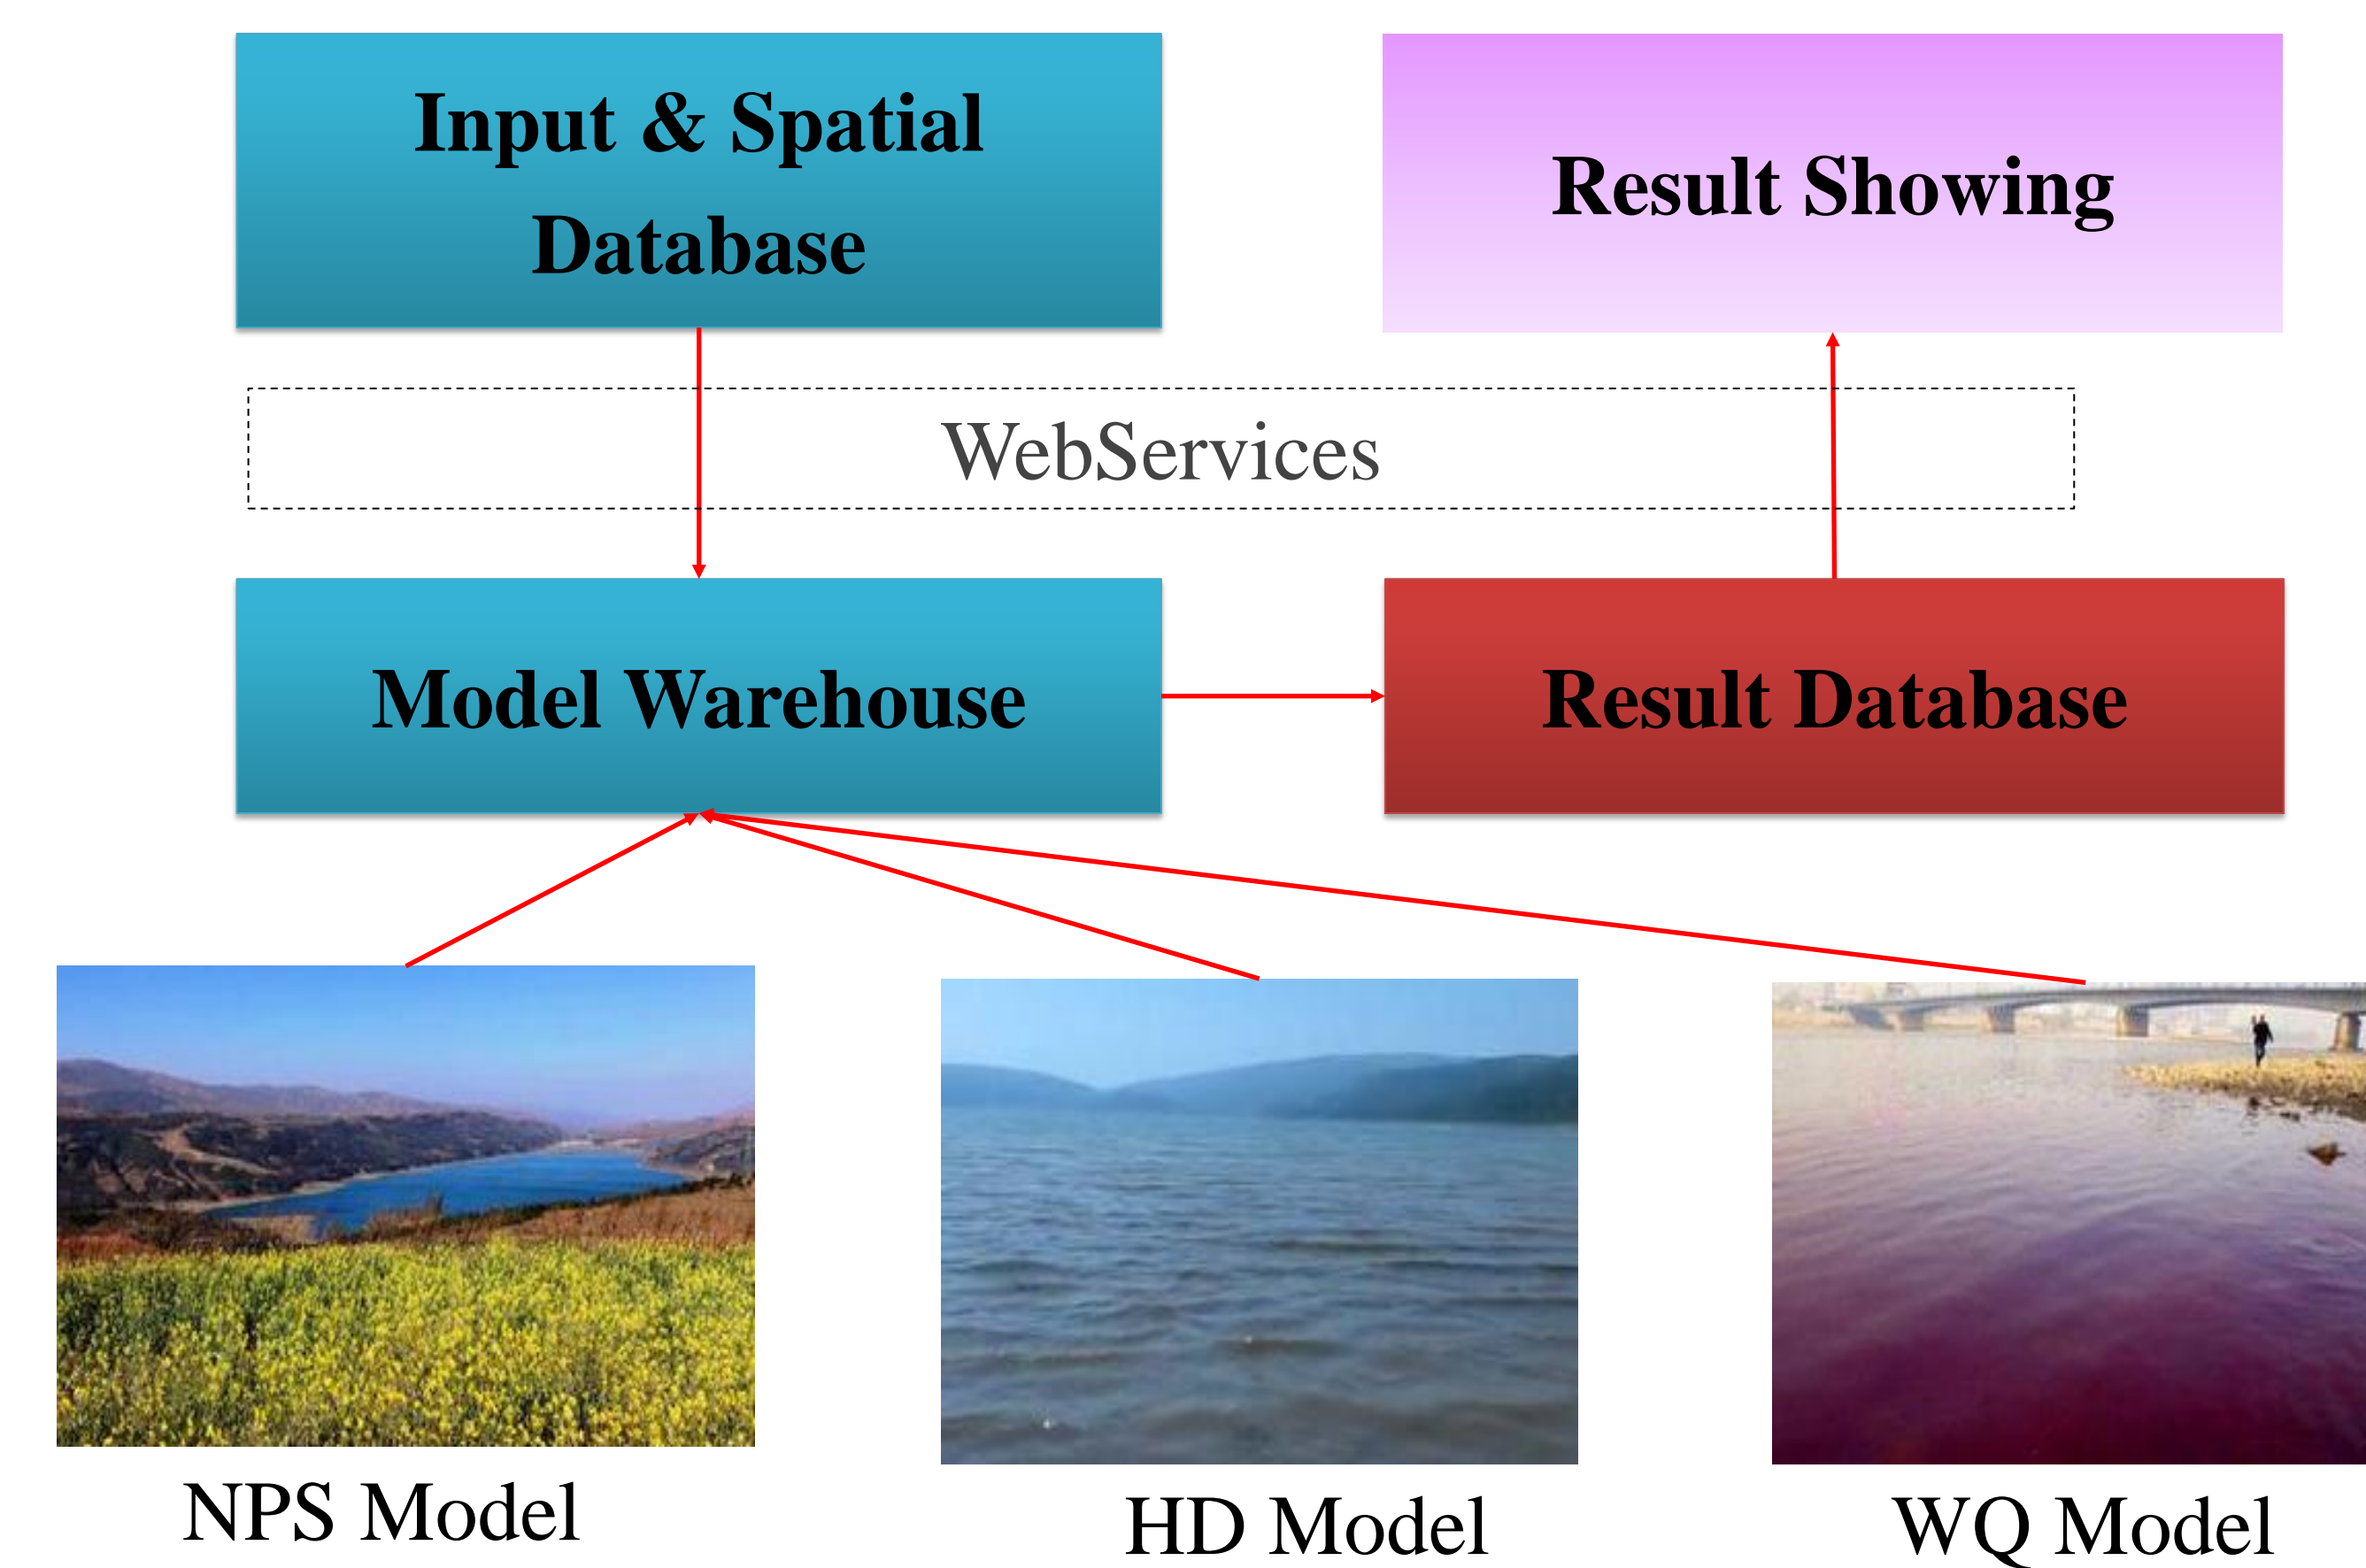 Input & Spatial
Database
Result Showing
WebServices
Model Warehouse
Result Database
NPS Model
HD Model
WQ Model